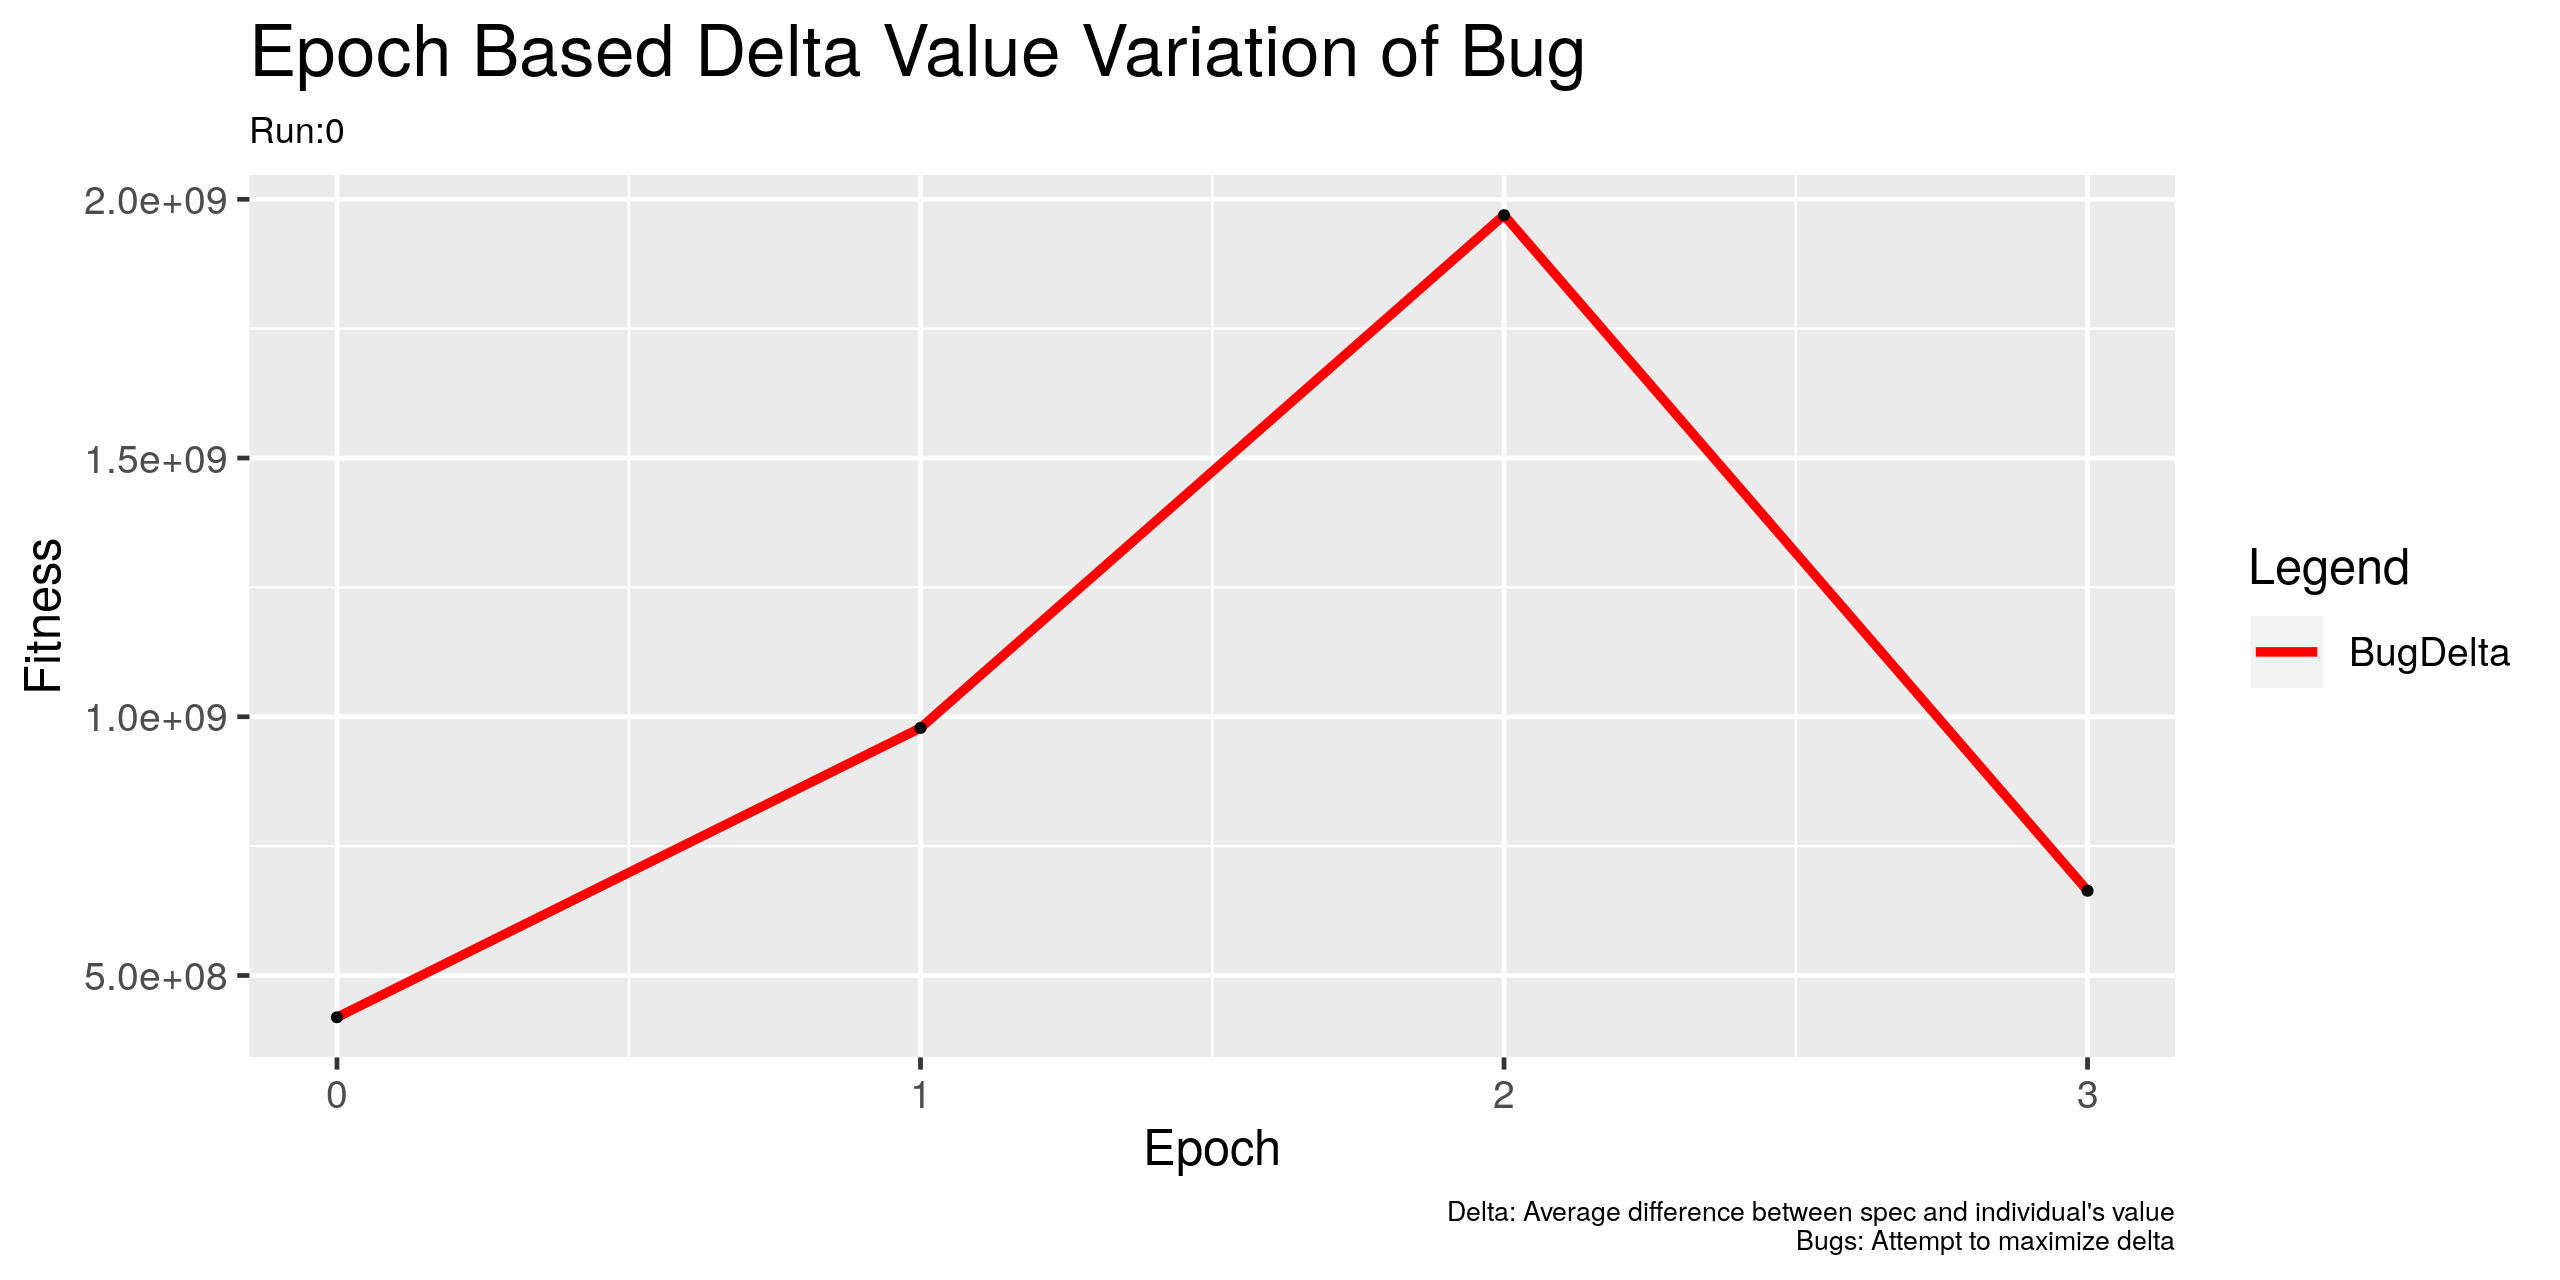 Epoch Based Delta Value Variation of Bug
Run:0
2.0e+09
1.5e+09
1.0e+09
5.0e+08
Fitness
0 1 2 3
Epoch
Legend
BugDelta
Delta: Average difference between spec and individual's value
Bugs: Attempt to maximize delta